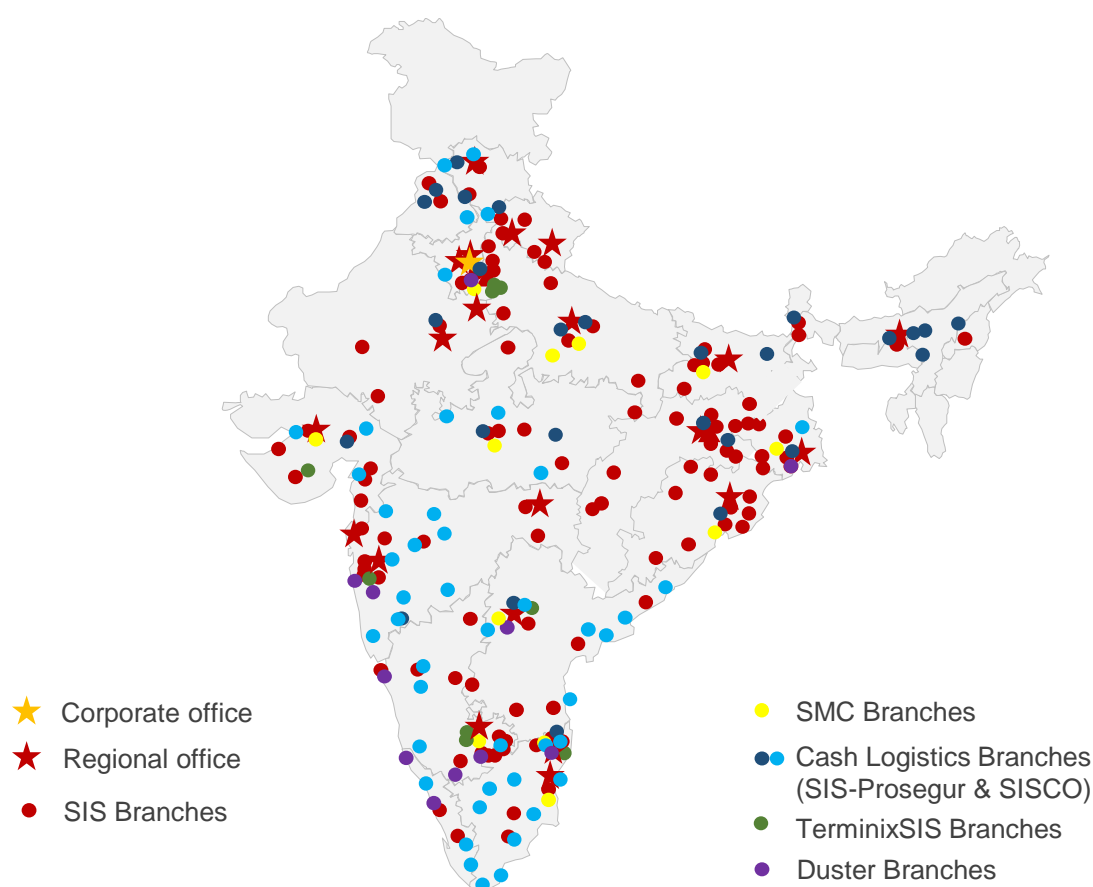 Corporate office
Regional office
SIS Branches
SMC Branches
Cash Logistics Branches
(SIS-Prosegur & SISCO)
TerminixSIS Branches
Duster Branches